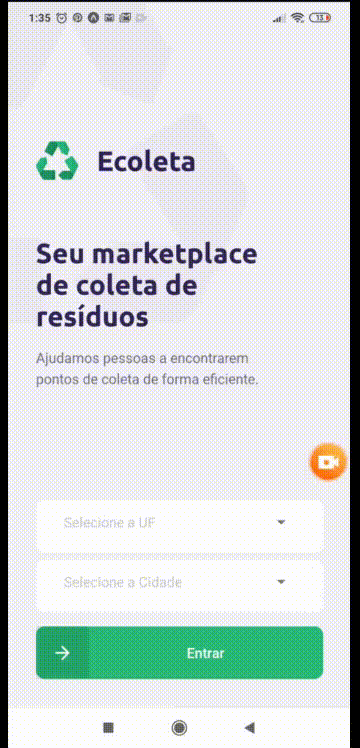 1:35
13
Ecoleta
Seu marketplace
de coleta de
resíduos
Ajudamos pessoas a encontrarem
pontos de coleta de forma eficiente.
Selecione a UF
Selecione a Cidade
Entrar